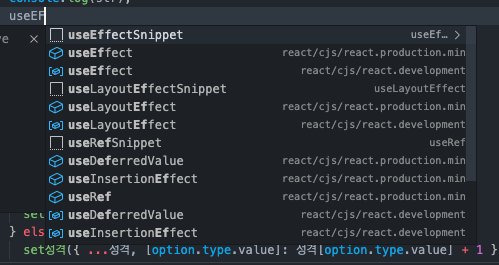 console.log(str);
useEF
useEffectSnippet useEf…
useEffect react/cjs/react.production.min
useEffect react/cjs/react.development
useLayoutEffectSnippet useLayoutEffect
useLayoutEffect react/cjs/react.production.min
useLayoutEffect react/cjs/react.development
useRefSnippet useRef
useDeferredValue react/cjs/react.production.min
useInsertionEffect react/cjs/react.production.min
useRef react/cjs/react.production.min
useDeferredValue react/cjs/react.development
useInsertionEffect react/cjs/react.development
set
} els
set성격({ ...성격, [option.type.value]: 성격[option.type.value] + 1 }